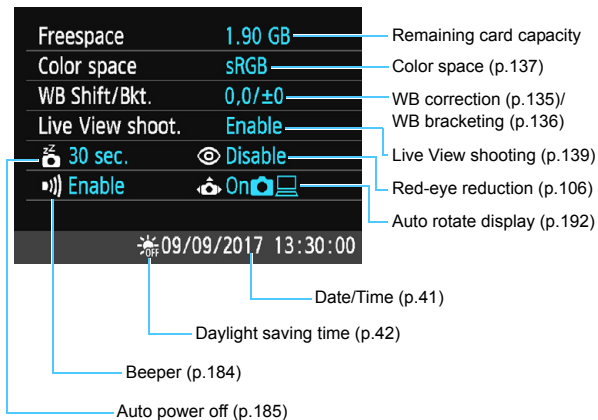 Freespace 1.90 GB Remaining card capacity
Color space sRGB Color space (p.137)
WB Shift/Bkt. 0,0/±0 WB correction (p.135)/
WB bracketing (p.136)
Live View shoot. Enable Live View shooting (p.139)
zZ 30 sec. Disable Red-eye reduction (p.106)
Enable On Auto rotate display (p.192)
OFF 09/09/2017 13:30:00
Date/Time (p.41)
Daylight saving time (p.42)
Beeper (p.184)
Auto power off (p.185)